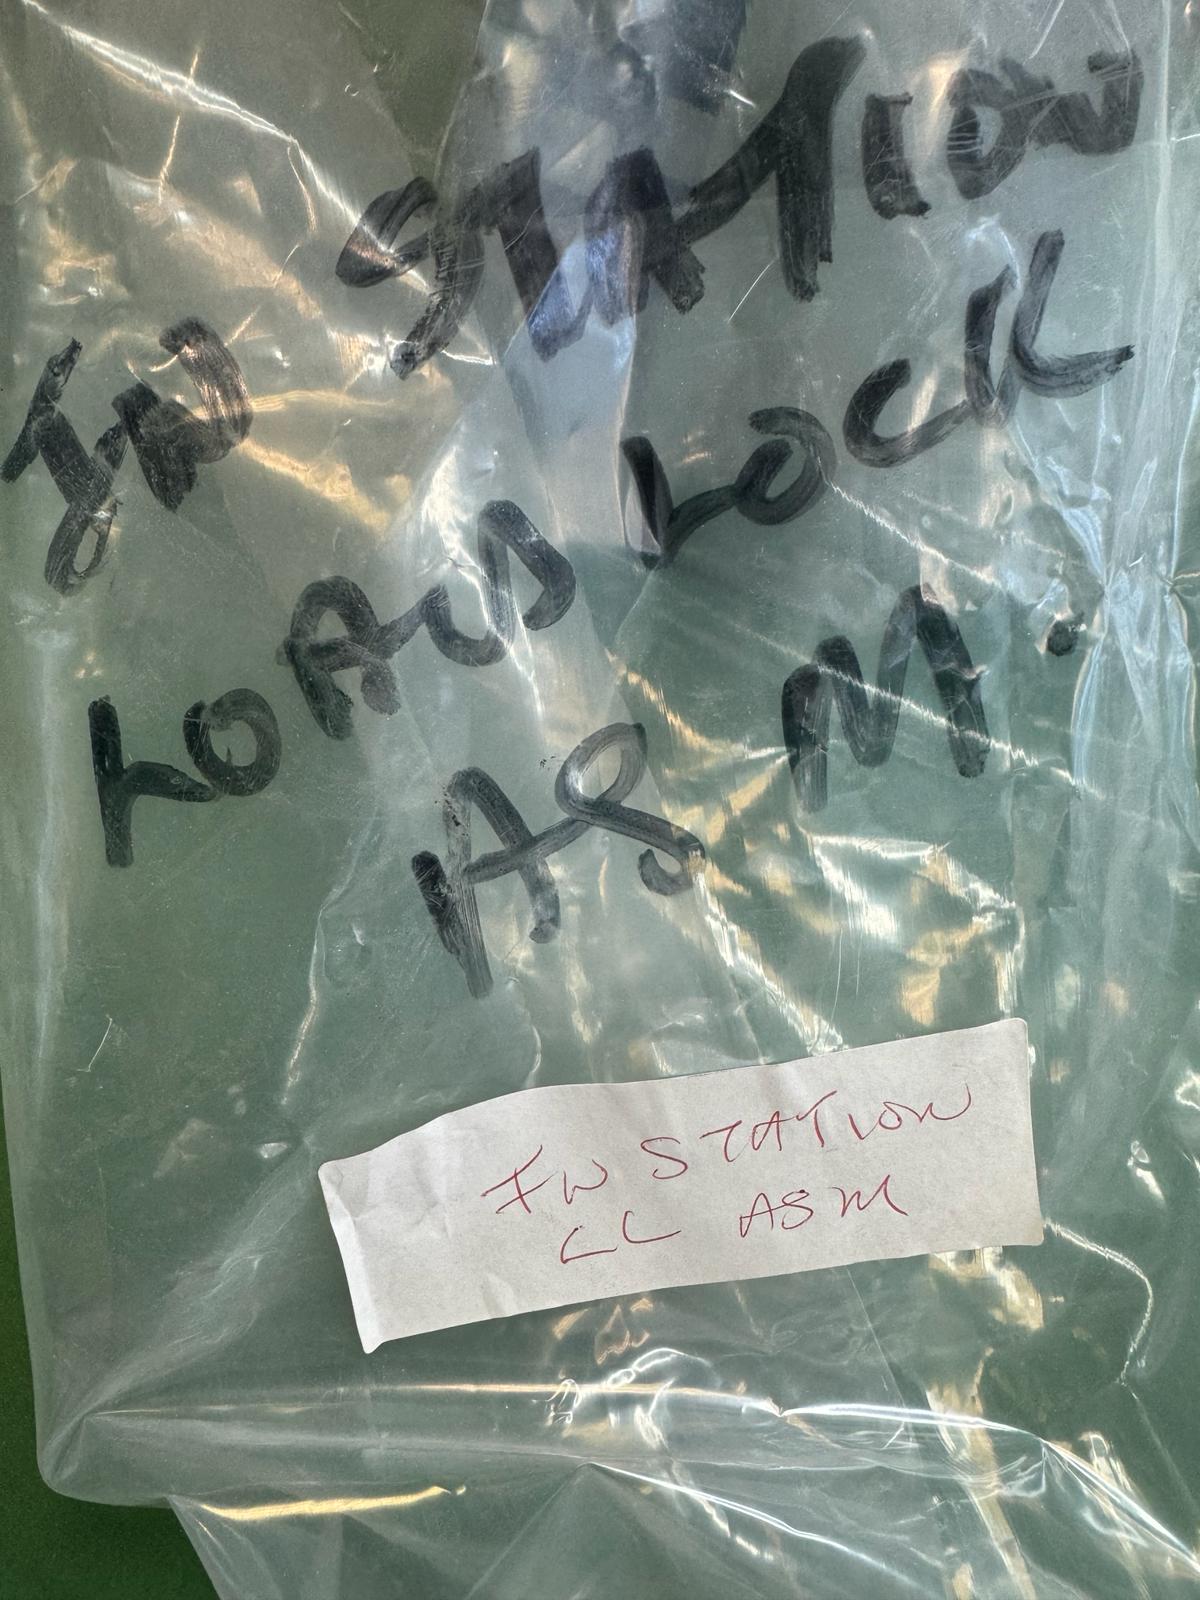 FW STATION
LOAD LOCK
ASM.
FW STATION
LL ASM